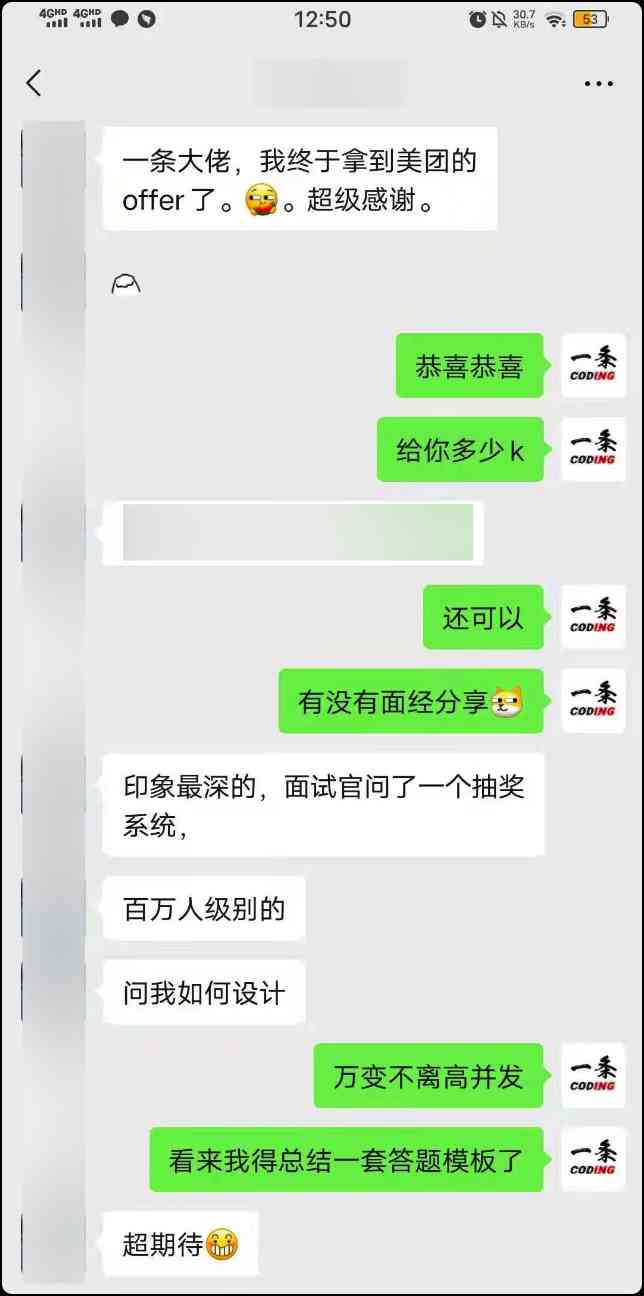 4GHD 4GHD 12:50 30.7 KB/s 53
一条大佬，我终于拿到美团的
offer了。。超级感谢。
恭喜恭喜
一条
CODING
给你多少k
一条
CODING
还可以
一条
CODING
有没有面经分享
一条
CODING
印象最深的，面试官问了一个抽奖
系统，
百万人级别的
问我如何设计
万变不离高并发
一条
CODING
看来我得总结一套答题模板了
一条
CODING
超期待